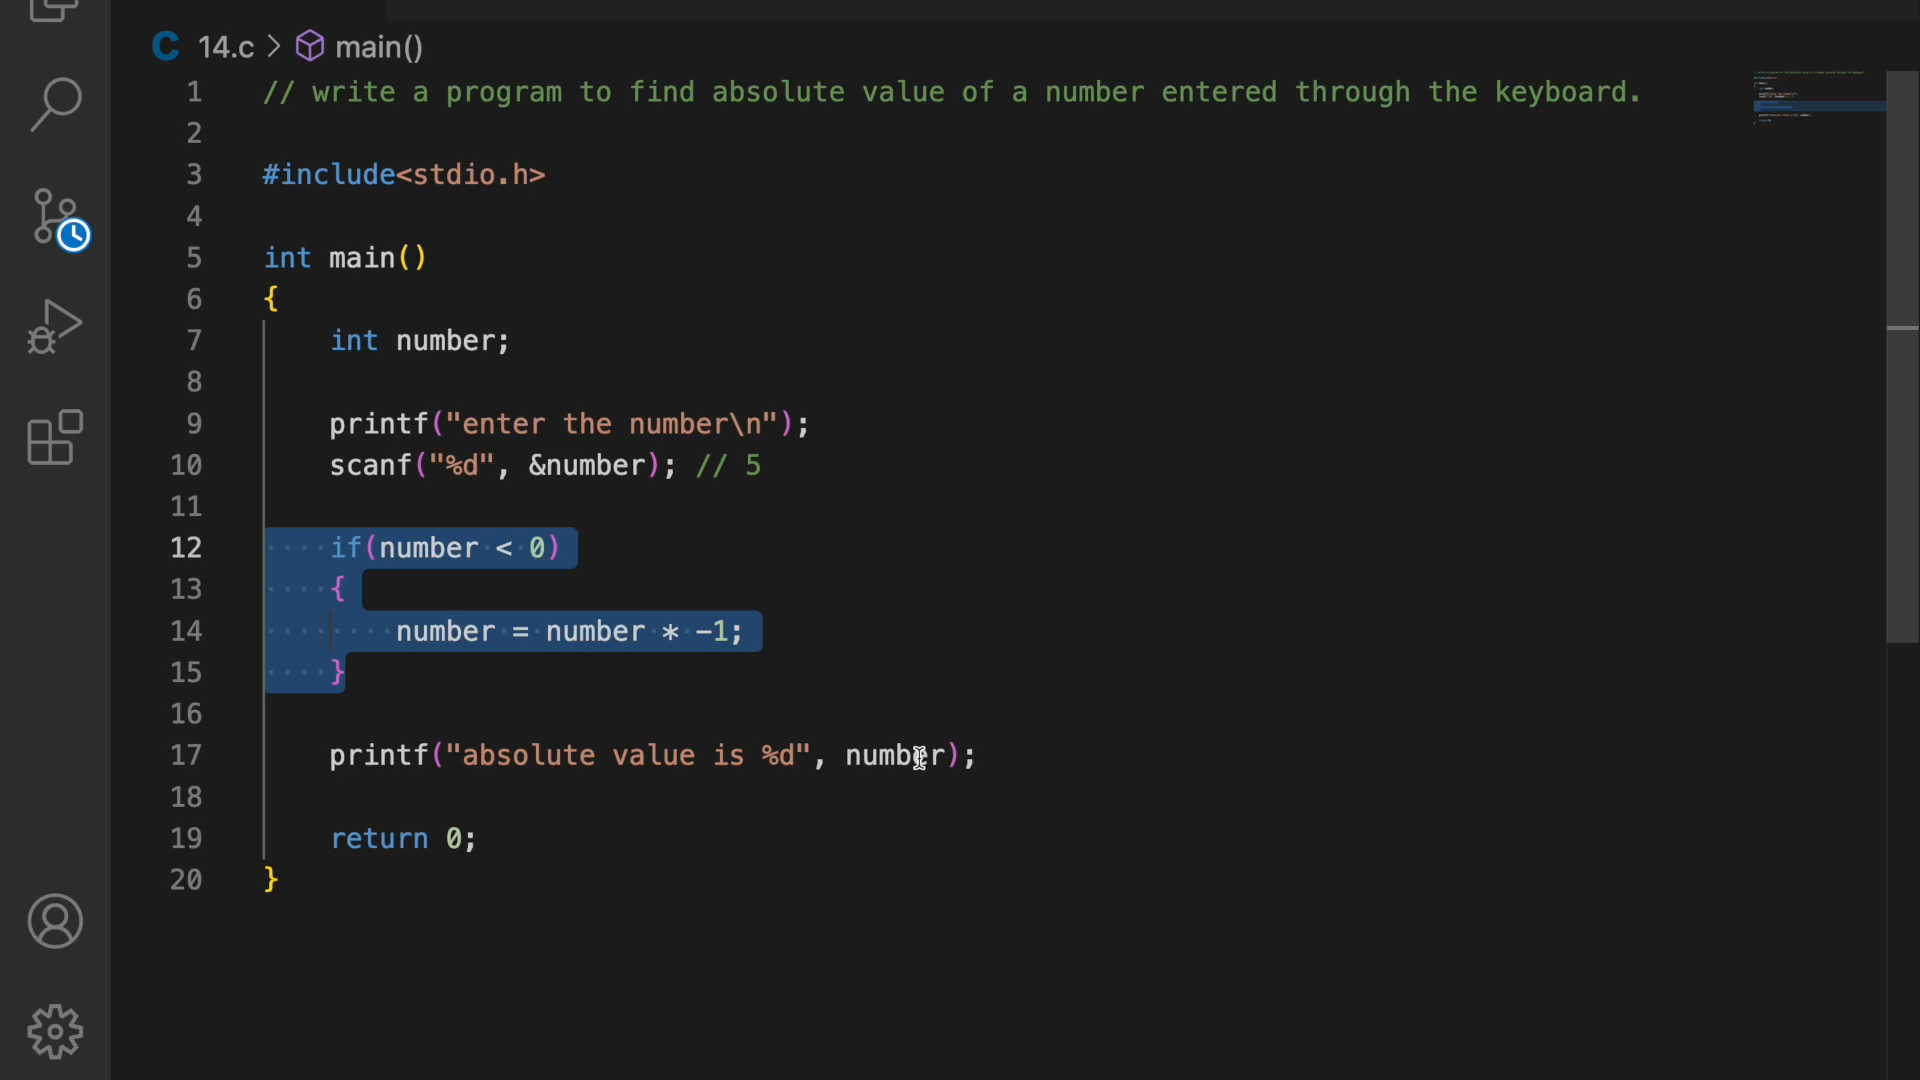 C 14.c > main()
1 // write a program to find absolute value of a number entered through the keyboard.
2
3 #include<stdio.h>
4
5 int main()
6 {
7     int number;
8
9     printf("enter the number\n");
10     scanf("%d", &number); // 5
11
12     if(number < 0)
13     {
14         number = number * -1;
15     }
16
17     printf("absolute value is %d", number);
18
19     return 0;
20 }